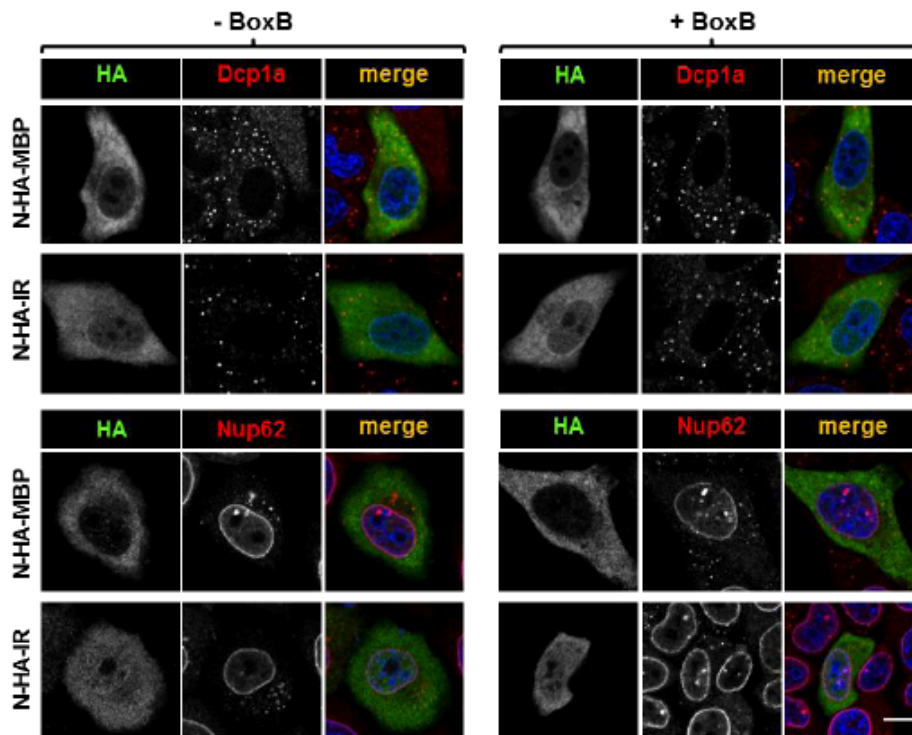 - BoxB
+ BoxB
HA Dcp1a merge
HA Dcp1a merge
N-HA-MBP
N-HA-IR
HA Nup62 merge
HA Nup62 merge
N-HA-MBP
N-HA-IR